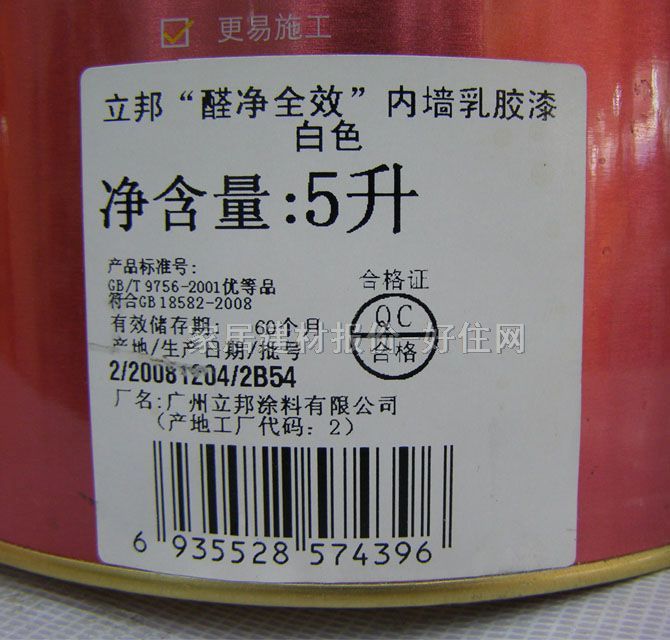 更易施工
立邦“醛净全效”内墙乳胶漆
白色
净含量:5升
产品标准号:
GB/T 9756-2001优等品
符合GB 18582-2008
合格证
QC
合格
有效储存期: 60个月
产地/生产日期/批号
2/20081204/2B54
家居建材报价 好住网
厂名:广州立邦涂料有限公司
(产地工厂代码: 2)
6 935528 574396